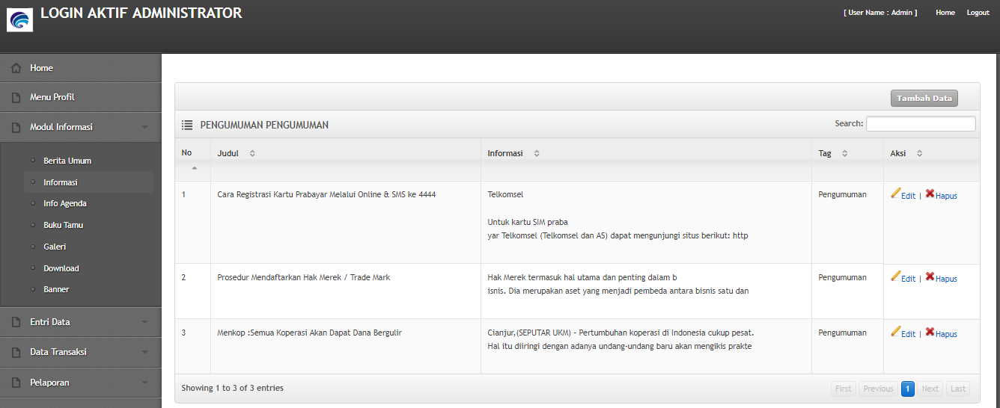 LOGIN AKTIF ADMINISTRATOR
[ User Name : Admin ] Home Logout
Home
Menu Profil
Modul Informasi
Berita Umum
Informasi
Info Agenda
Buku Tamu
Galeri
Download
Banner
Entri Data
Data Transaksi
Pelaporan
Tambah Data
PENGUMUMAN PENGUMUMAN
Search:
No Judul Informasi Tag Aksi
1 Cara Registrasi Kartu Prabayar Melalui Online & SMS ke 4444 Telkomsel Pengumuman Edit | Hapus
Untuk kartu SIM praba
yar Telkomsel (Telkomsel dan AS) dapat mengunjungi situs berikut: http
2 Prosedur Mendaftarkan Hak Merek / Trade Mark Hak Merek termasuk hal utama dan penting dalam b Pengumuman Edit | Hapus
isnis. Dia merupakan aset yang menjadi pembeda antara bisnis satu dan
3 Menkop :Semua Koperasi Akan Dapat Dana Bergulir Cianjur,(SEPUTAR UKM) – Pertumbuhan koperasi di Indonesia cukup pesat. Pengumuman Edit | Hapus
Hal itu diiringi dengan adanya undang-undang baru akan mengikis prakte
Showing 1 to 3 of 3 entries First Previous 1 Next Last